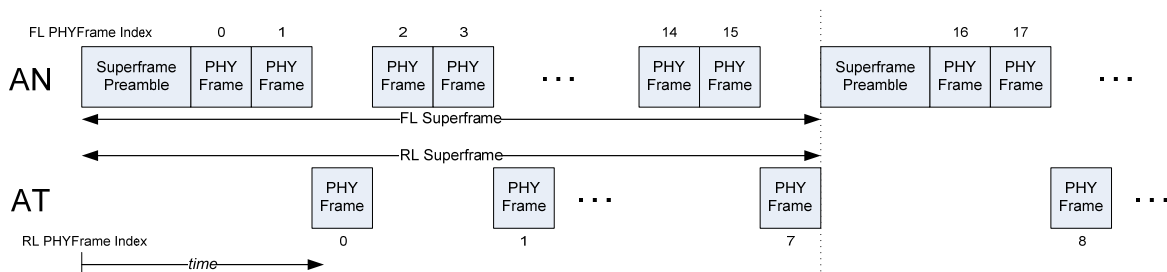 FL PHYFrame Index 0 1 2 3 14 15 16 17
AN
Superframe
Preamble
PHY
Frame
PHY
Frame
PHY
Frame
PHY
Frame
...
PHY
Frame
PHY
Frame
Superframe
Preamble
PHY
Frame
PHY
Frame
...
FL Superframe
RL Superframe
AT
PHY
Frame
PHY
Frame
...
PHY
Frame
PHY
Frame
...
RL PHYFrame Index 0 1 7 8
time